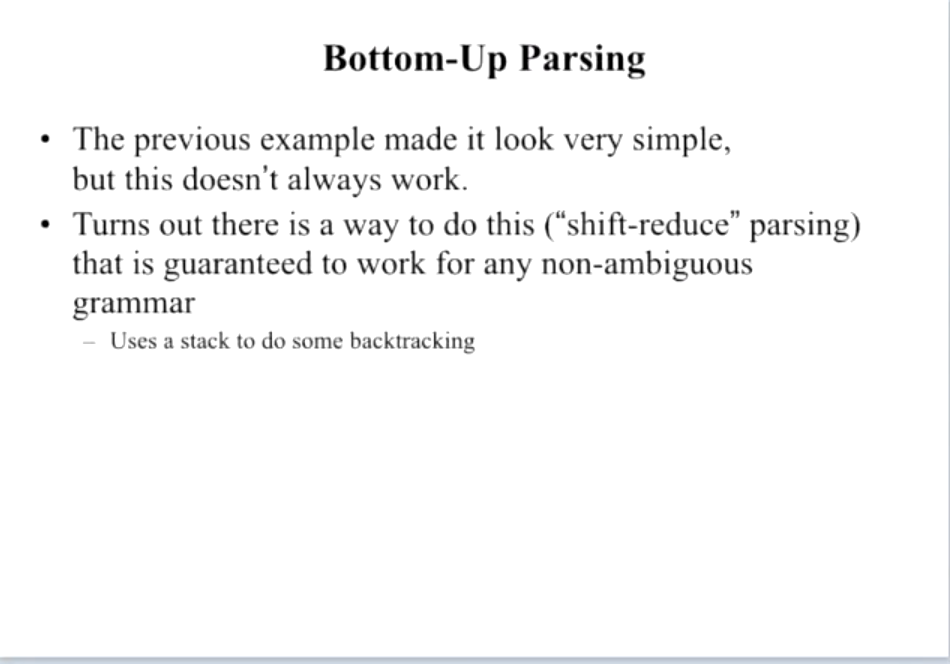 Bottom-Up Parsing
• The previous example made it look very simple,
but this doesn't always work.
• Turns out there is a way to do this (“shift-reduce” parsing)
that is guaranteed to work for any non-ambiguous
grammar
– Uses a stack to do some backtracking